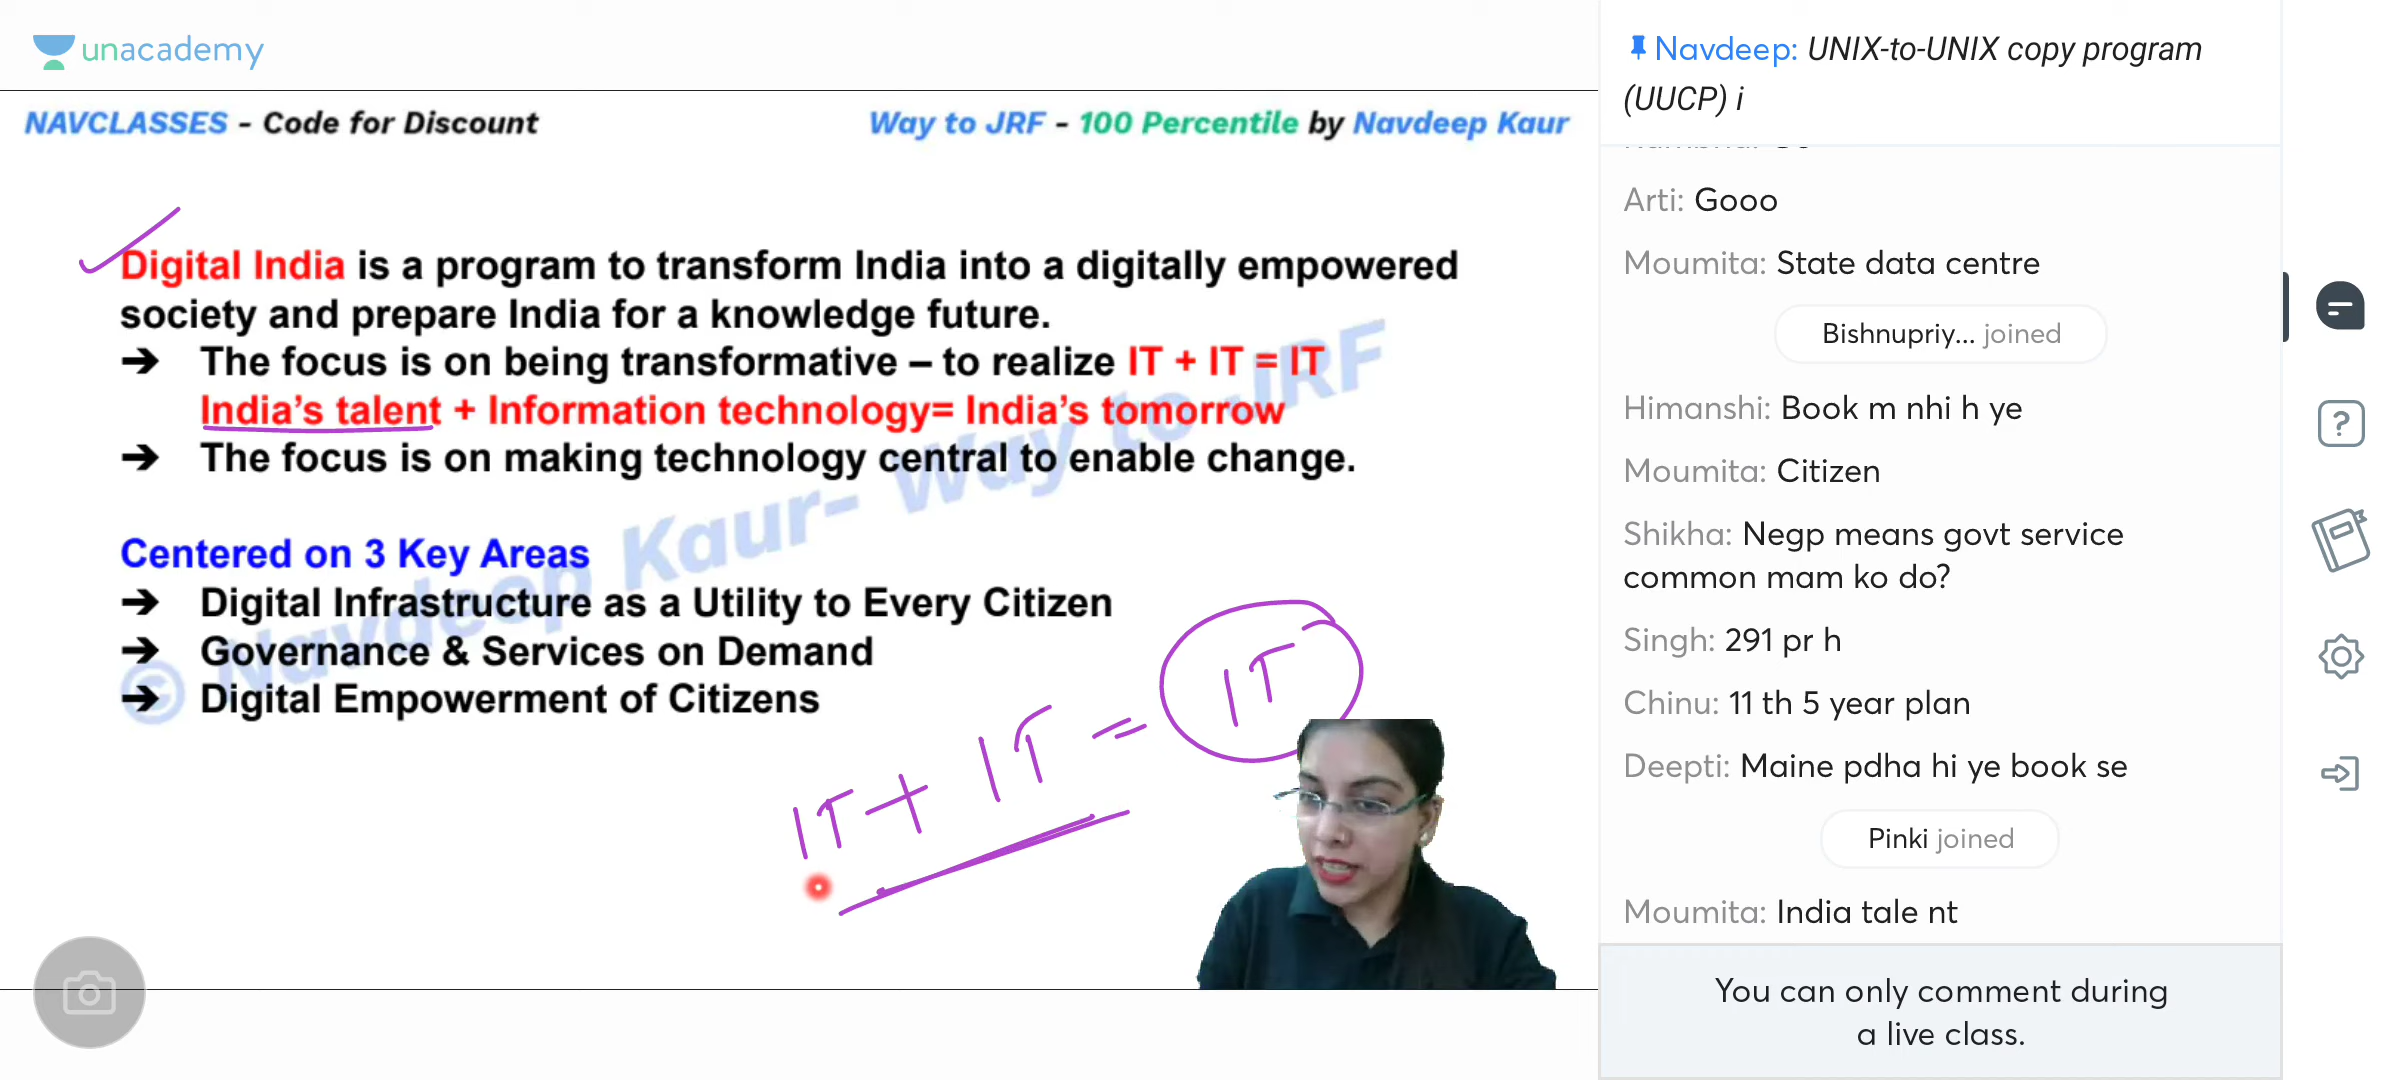 unacademy
NAVCLASSES - Code for Discount
Way to JRF - 100 Percentile by Navdeep Kaur
Digital India is a program to transform India into a digitally empowered
society and prepare India for a knowledge future.
➔ The focus is on being transformative – to realize IT + IT = IT
India's talent + Information technology= India's tomorrow
➔ The focus is on making technology central to enable change.
Centered on 3 Key Areas
➔ Digital Infrastructure as a Utility to Every Citizen
➔ Governance & Services on Demand
➔ Digital Empowerment of Citizens
© Navdeep Kaur- Way to JRF
IT + IT = IT
Navdeep: UNIX-to-UNIX copy program
(UUCP) i
Arti: Gooo
Moumita: State data centre
Bishnupriy... joined
Himanshi: Book m nhi h ye
Moumita: Citizen
Shikha: Negp means govt service
common mam ko do?
Singh: 291 pr h
Chinu: 11 th 5 year plan
Deepti: Maine pdha hi ye book se
Pinki joined
Moumita: India tale nt
You can only comment during
a live class.